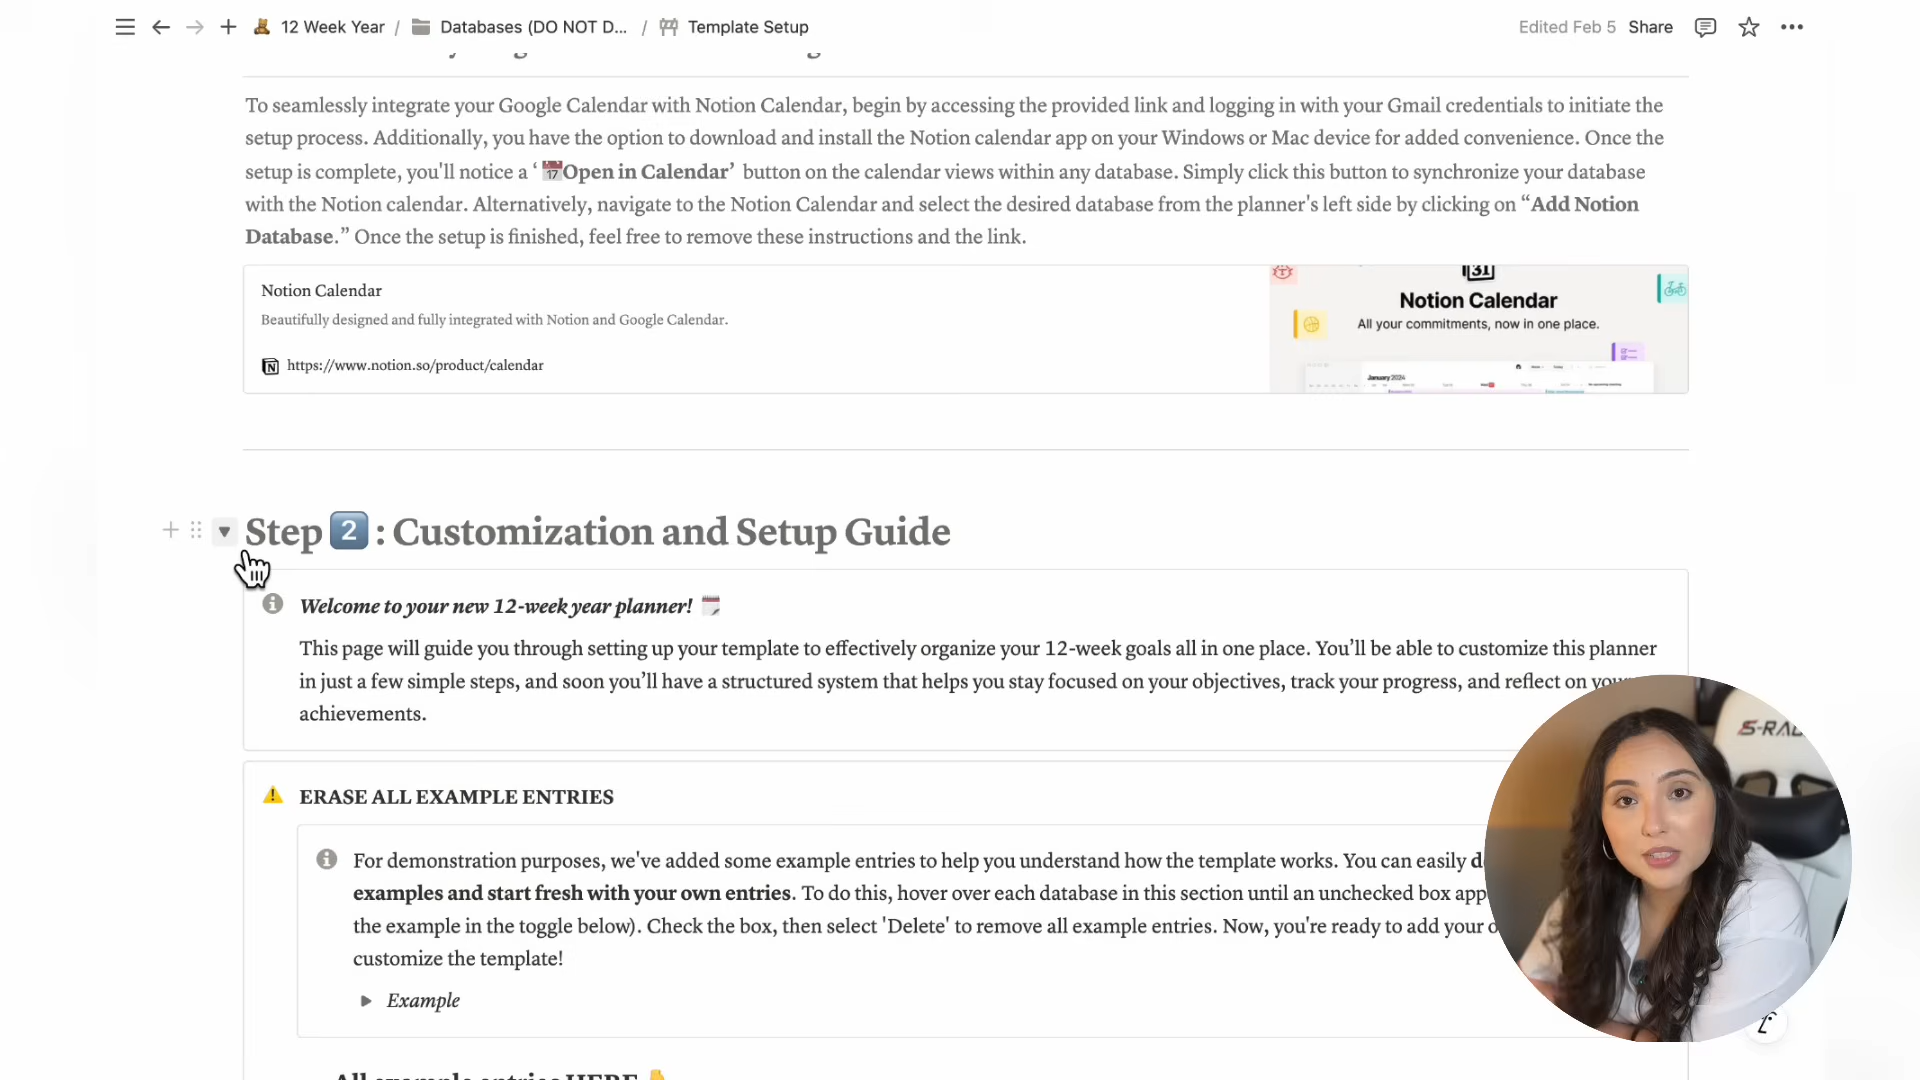 12 Week Year / Databases (DO NOT D... / Template Setup
Edited Feb 5 Share
To seamlessly integrate your Google Calendar with Notion Calendar, begin by accessing the provided link and logging in with your Gmail credentials to initiate the
setup process. Additionally, you have the option to download and install the Notion calendar app on your Windows or Mac device for added convenience. Once the
setup is complete, you'll notice a ‘ 📅Open in Calendar’ button on the calendar views within any database. Simply click this button to synchronize your database
with the Notion calendar. Alternatively, navigate to the Notion Calendar and select the desired database from the planner's left side by clicking on “Add Notion
Database.” Once the setup is finished, feel free to remove these instructions and the link.
Notion Calendar
Beautifully designed and fully integrated with Notion and Google Calendar.
https://www.notion.so/product/calendar
31
Notion Calendar
All your commitments, now in one place.
January 2024
Step 2 : Customization and Setup Guide
Welcome to your new 12-week year planner!
This page will guide you through setting up your template to effectively organize your 12-week goals all in one place. You’ll be able to customize this planner
in just a few simple steps, and soon you’ll have a structured system that helps you stay focused on your objectives, track your progress, and reflect on your
achievements.
ERASE ALL EXAMPLE ENTRIES
For demonstration purposes, we've added some example entries to help you understand how the template works. You can easily
examples and start fresh with your own entries. To do this, hover over each database in this section until an unchecked box
the example in the toggle below). Check the box, then select 'Delete' to remove all example entries. Now, you're ready to add your
customize the template!
Example
All example entries HERE